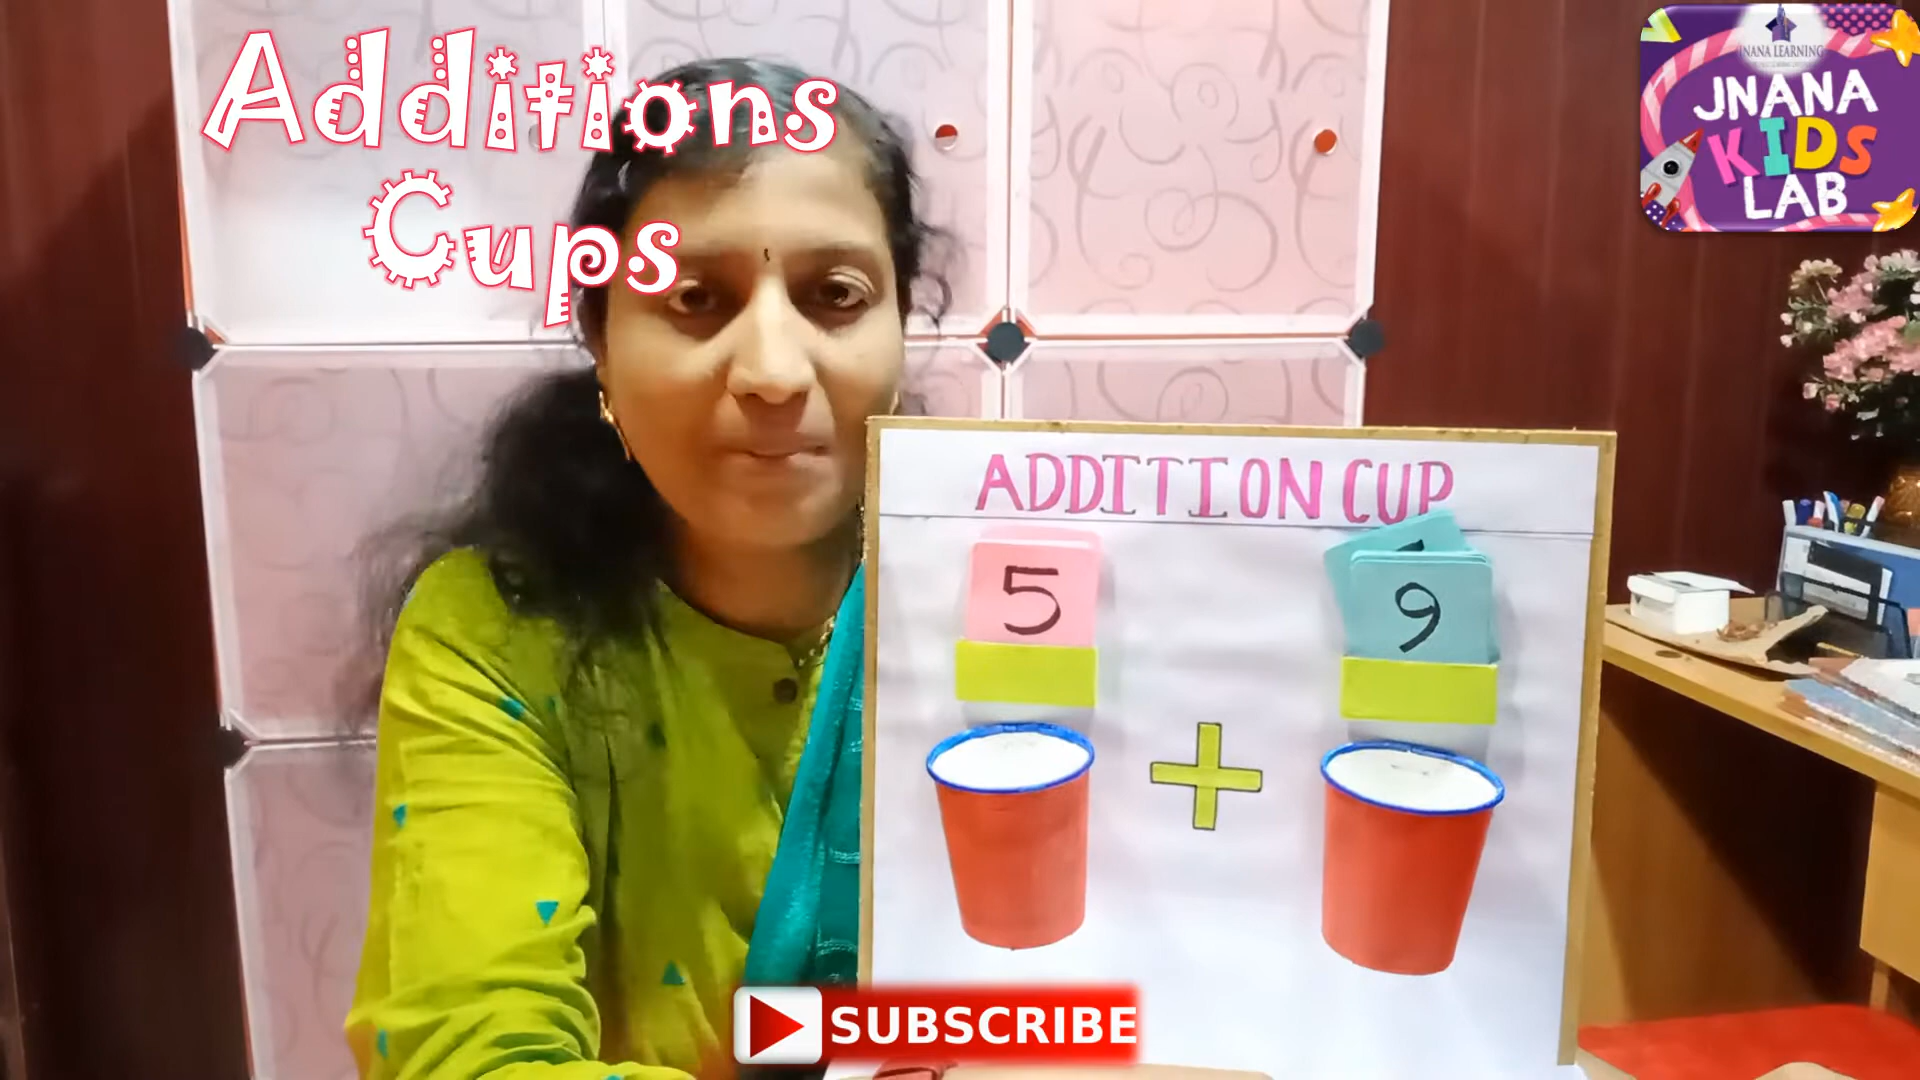 Additions
Cups
JNANA LEARNING
JNANA
KIDS
LAB
ADDITION CUP
5
9
+
SUBSCRIBE